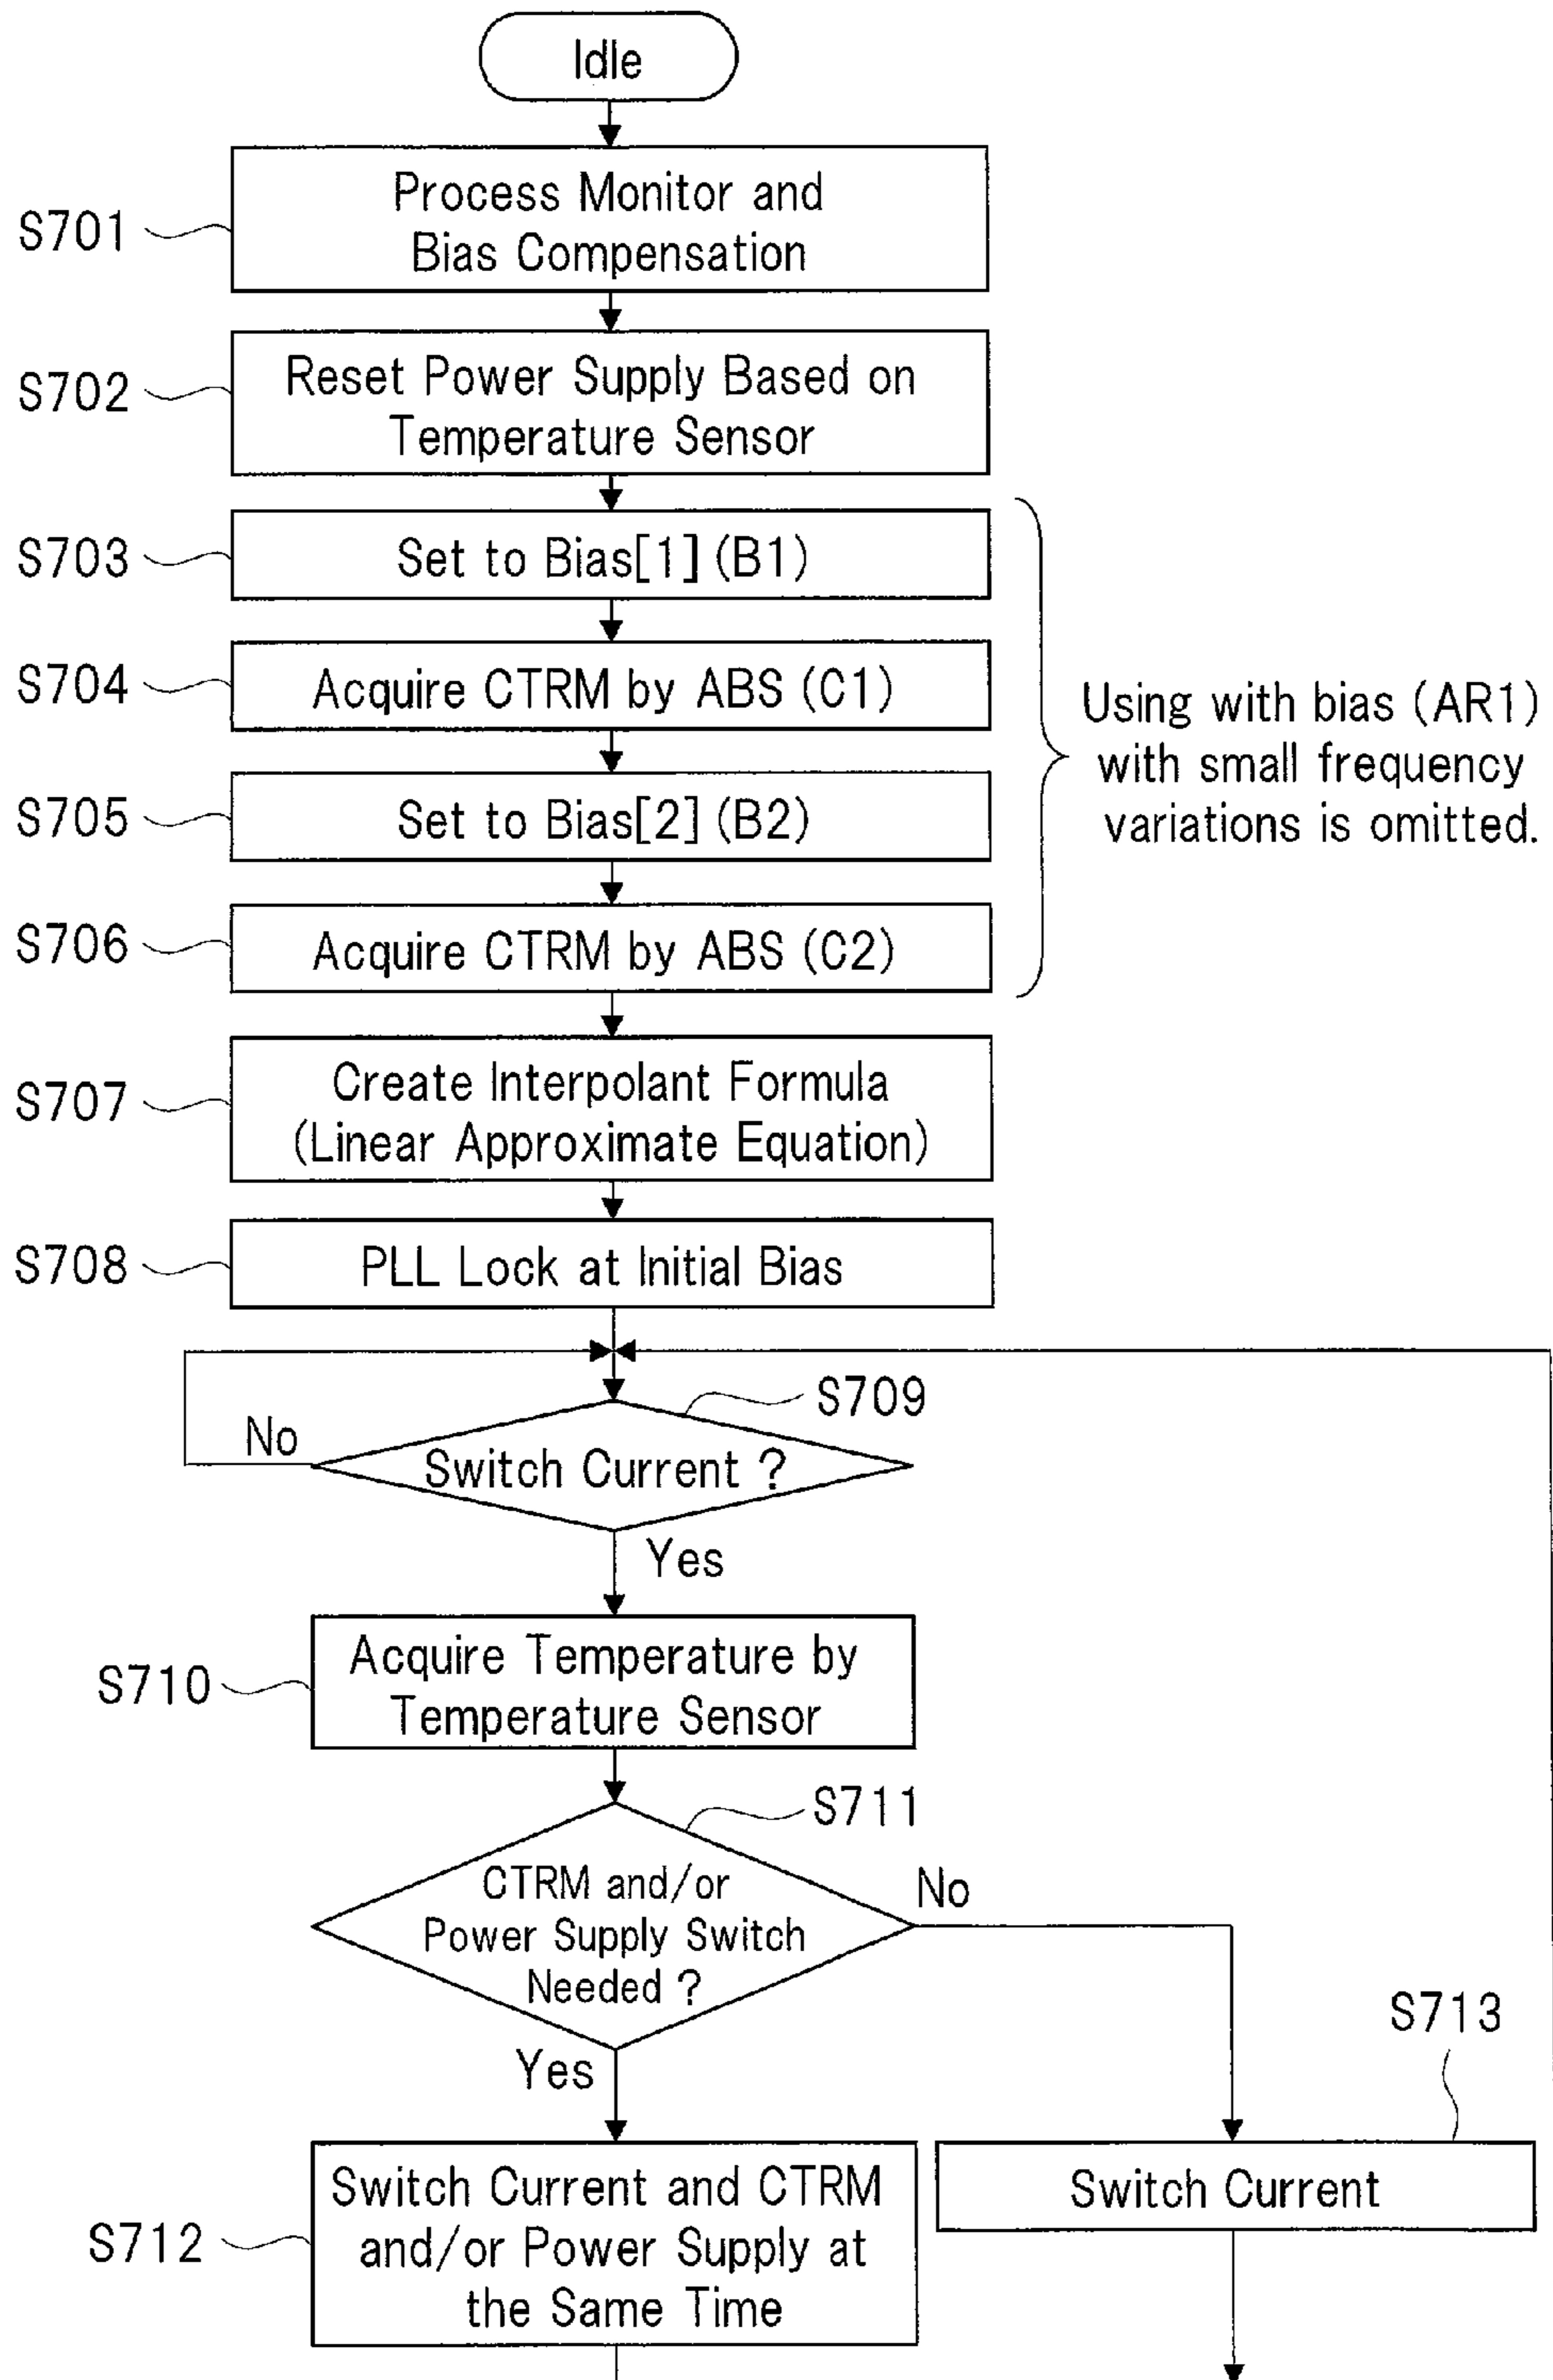 Idle
S701
Process Monitor and
Bias Compensation
S702
Reset Power Supply Based on
Temperature Sensor
S703
Set to Bias[1] (B1)
S704
Acquire CTRM by ABS (C1)
S705
Set to Bias[2] (B2)
S706
Acquire CTRM by ABS (C2)
Using with bias (AR1)
with small frequency
variations is omitted.
S707
Create Interpolant Formula
(Linear Approximate Equation)
S708
PLL Lock at Initial Bias
S709
No
Switch Current ?
Yes
S710
Acquire Temperature by
Temperature Sensor
S711
CTRM and/or
Power Supply Switch
Needed ?
No
Yes
S713
S712
Switch Current and CTRM
and/or Power Supply at
the Same Time
Switch Current